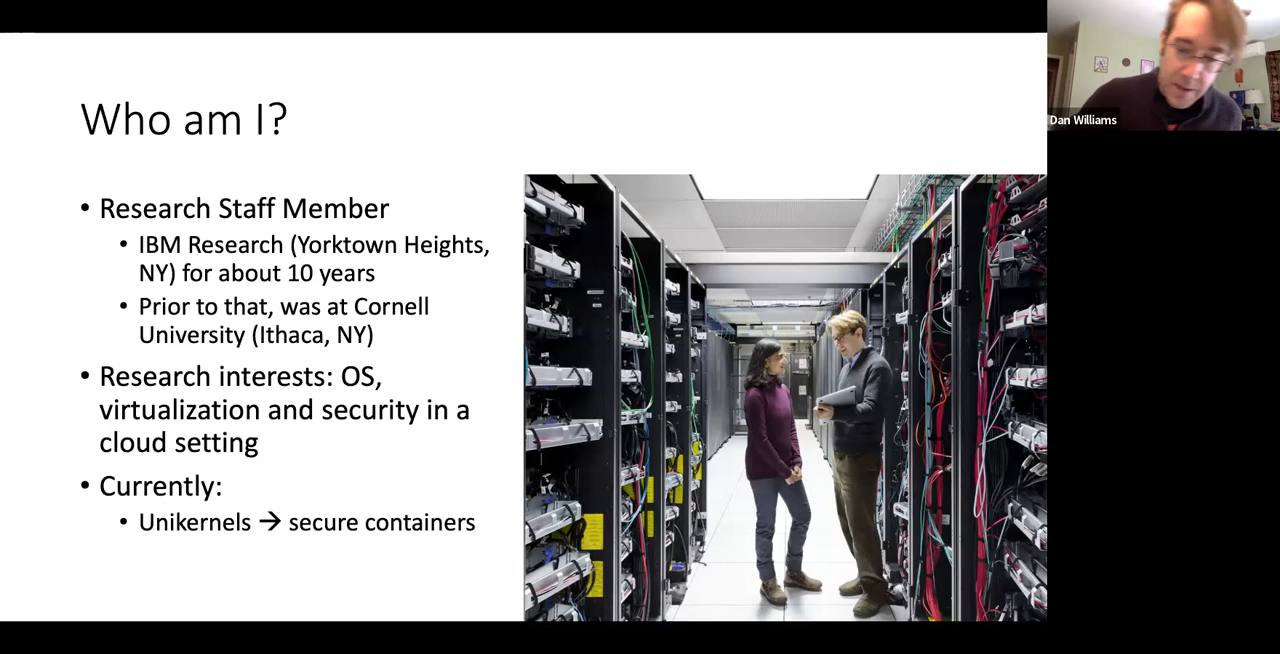 Who am I?
• Research Staff Member
• IBM Research (Yorktown Heights,
NY) for about 10 years
• Prior to that, was at Cornell
University (Ithaca, NY)
• Research interests: OS,
virtualization and security in a
cloud setting
• Currently:
• Unikernels → secure containers
Dan Williams